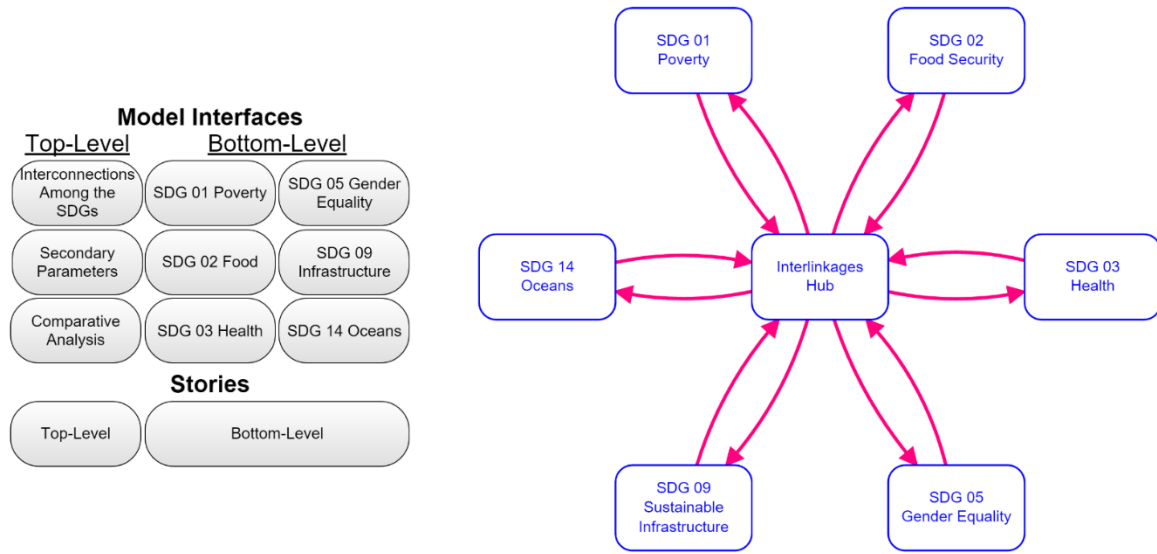 Model Interfaces
Top-Level
Bottom-Level
Interconnections
Among the
SDGs
SDG 01 Poverty
SDG 05 Gender
Equality
Secondary
Parameters
SDG 02 Food
SDG 09
Infrastructure
Comparative
Analysis
SDG 03 Health
SDG 14 Oceans
Stories
Top-Level
Bottom-Level
SDG 01
Poverty
SDG 02
Food Security
SDG 14
Oceans
Interlinkages
Hub
SDG 03
Health
SDG 09
Sustainable
Infrastructure
SDG 05
Gender Equality